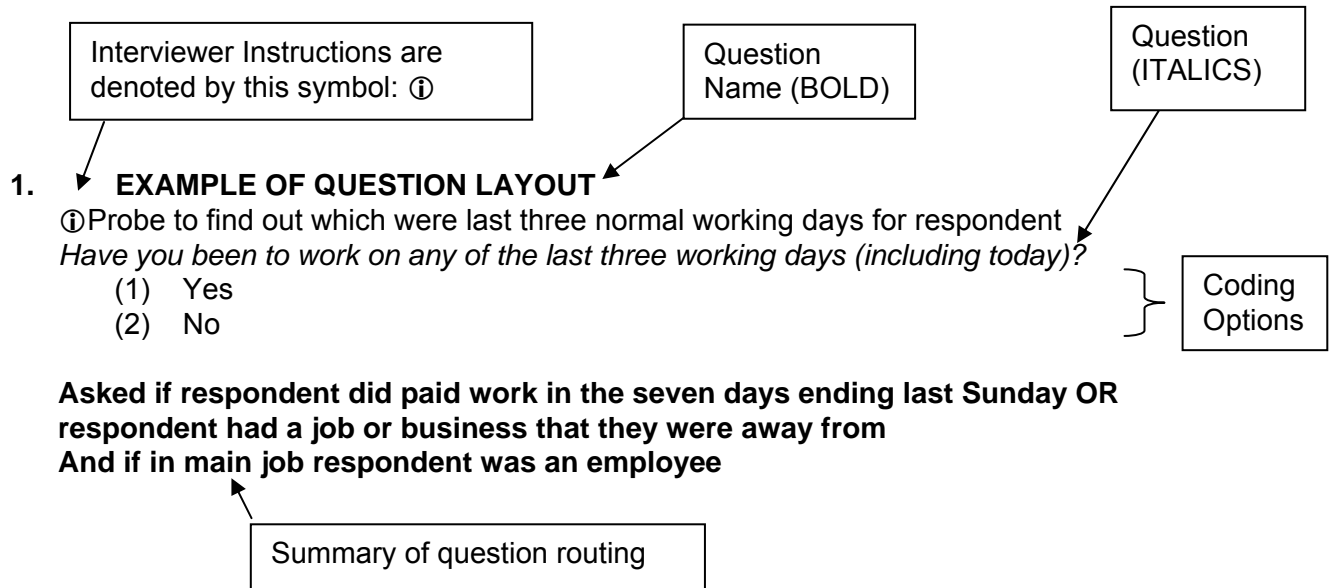 Interviewer Instructions are
denoted by this symbol: 🛈
Question
Name (BOLD)
Question
(ITALICS)
1. EXAMPLE OF QUESTION LAYOUT
🛈Probe to find out which were last three normal working days for respondent
Have you been to work on any of the last three working days (including today)?
(1) Yes
(2) No
Coding
Options
Asked if respondent did paid work in the seven days ending last Sunday OR
respondent had a job or business that they were away from
And if in main job respondent was an employee
Summary of question routing